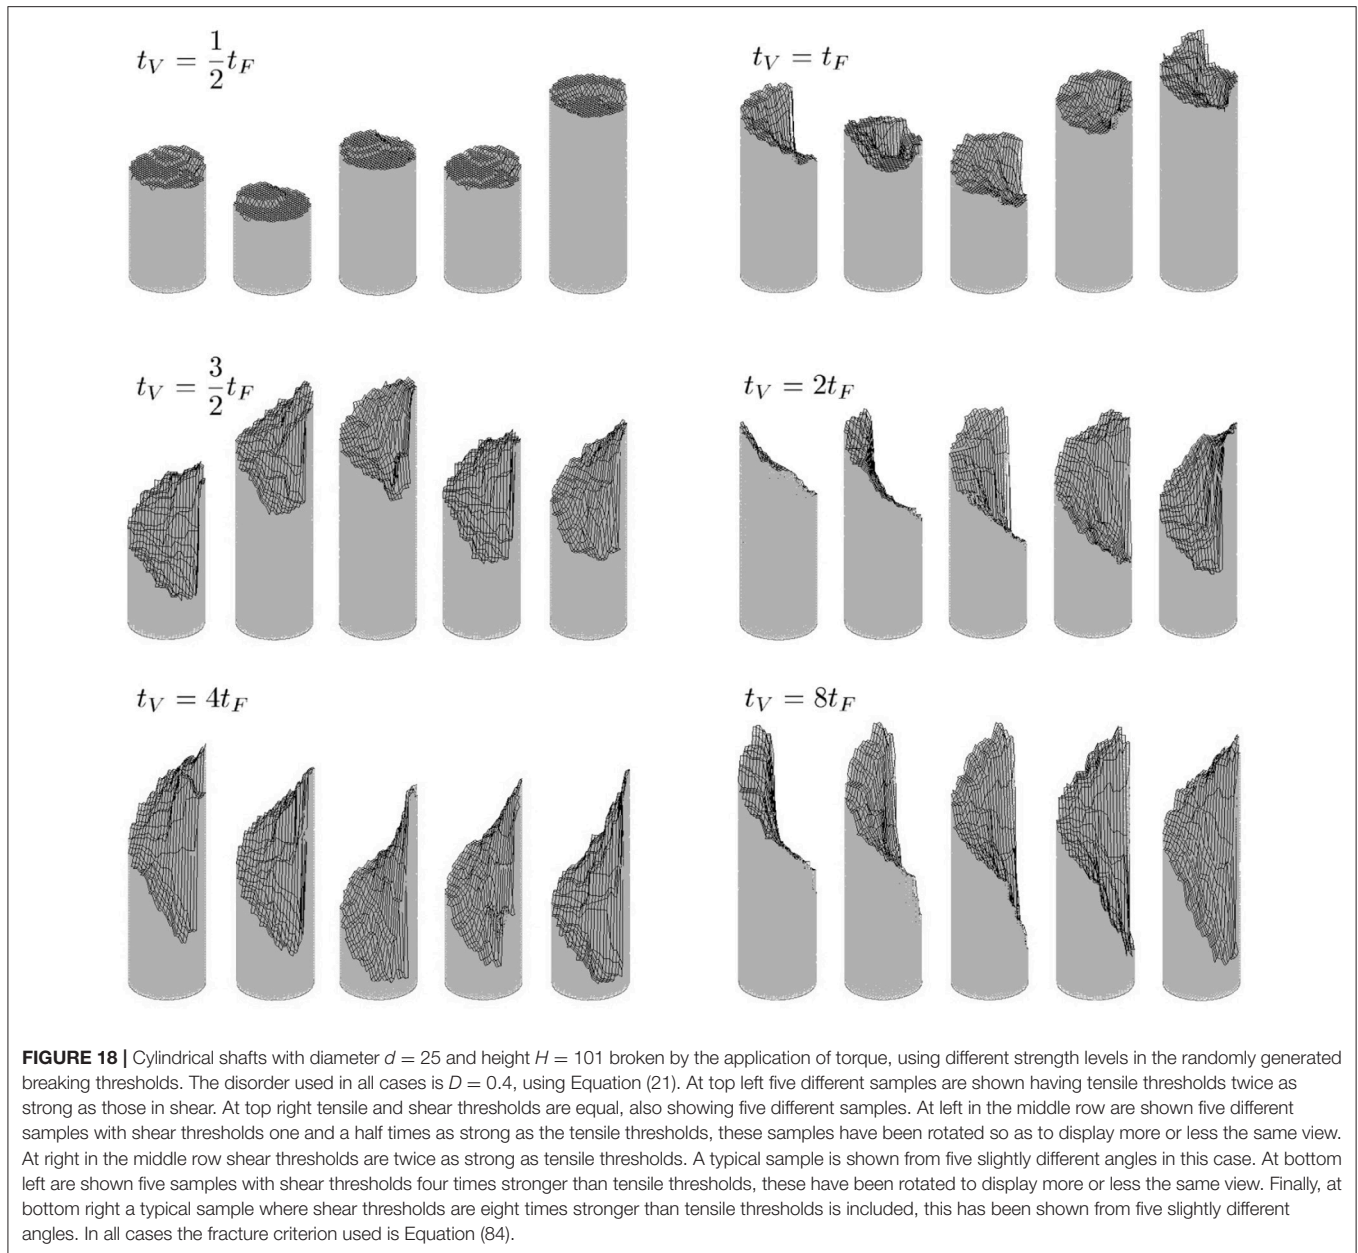 t_V = \frac{1}{2} t_F
t_V = t_F
t_V = \frac{3}{2} t_F
t_V = 2t_F
t_V = 4t_F
t_V = 8t_F
FIGURE 18 | Cylindrical shafts with diameter d = 25 and height H = 101 broken by the application of torque, using different strength levels in the randomly generated
breaking thresholds. The disorder used in all cases is D = 0.4, using Equation (21). At top left five different samples are shown having tensile thresholds twice as
strong as those in shear. At top right tensile and shear thresholds are equal, also showing five different samples. At left in the middle row are shown five different
samples with shear thresholds one and a half times as strong as the tensile thresholds, these samples have been rotated so as to display more or less the same view.
At right in the middle row shear thresholds are twice as strong as tensile thresholds. A typical sample is shown from five slightly different angles in this case. At bottom
left are shown five samples with shear thresholds four times stronger than tensile thresholds, these have been rotated to display more or less the same view. Finally, at
bottom right a typical sample where shear thresholds are eight times stronger than tensile thresholds is included, this has been shown from five slightly different
angles. In all cases the fracture criterion used is Equation (84).